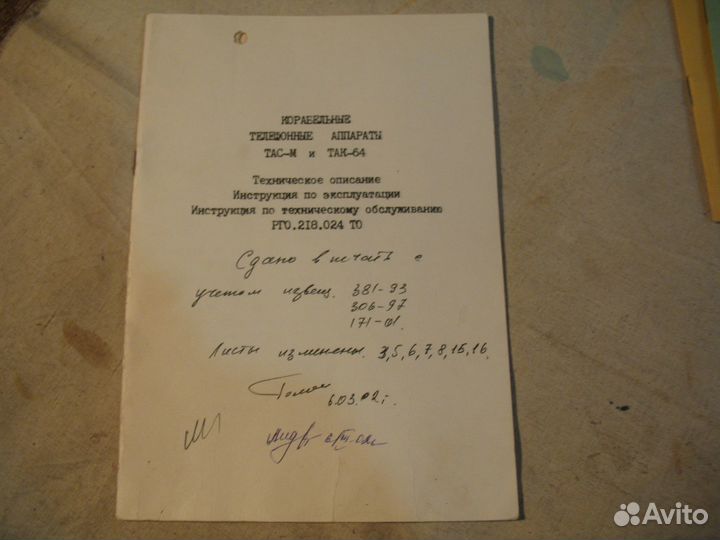 КОРАБЕЛЬНЫЕ
ТЕЛЕФОННЫЕ АППАРАТЫ
ТАС-М и ТАК-64
Техническое описание
Инструкция по эксплуатации
Инструкция по техническому обслуживанию
РГ0.218.024 ТО
Сдано в печать с
учетом извещ. 381-93
306-97
171-01.
Листы изменены 3,5,6,7,8,15,16.
6.03.02г.
Avito